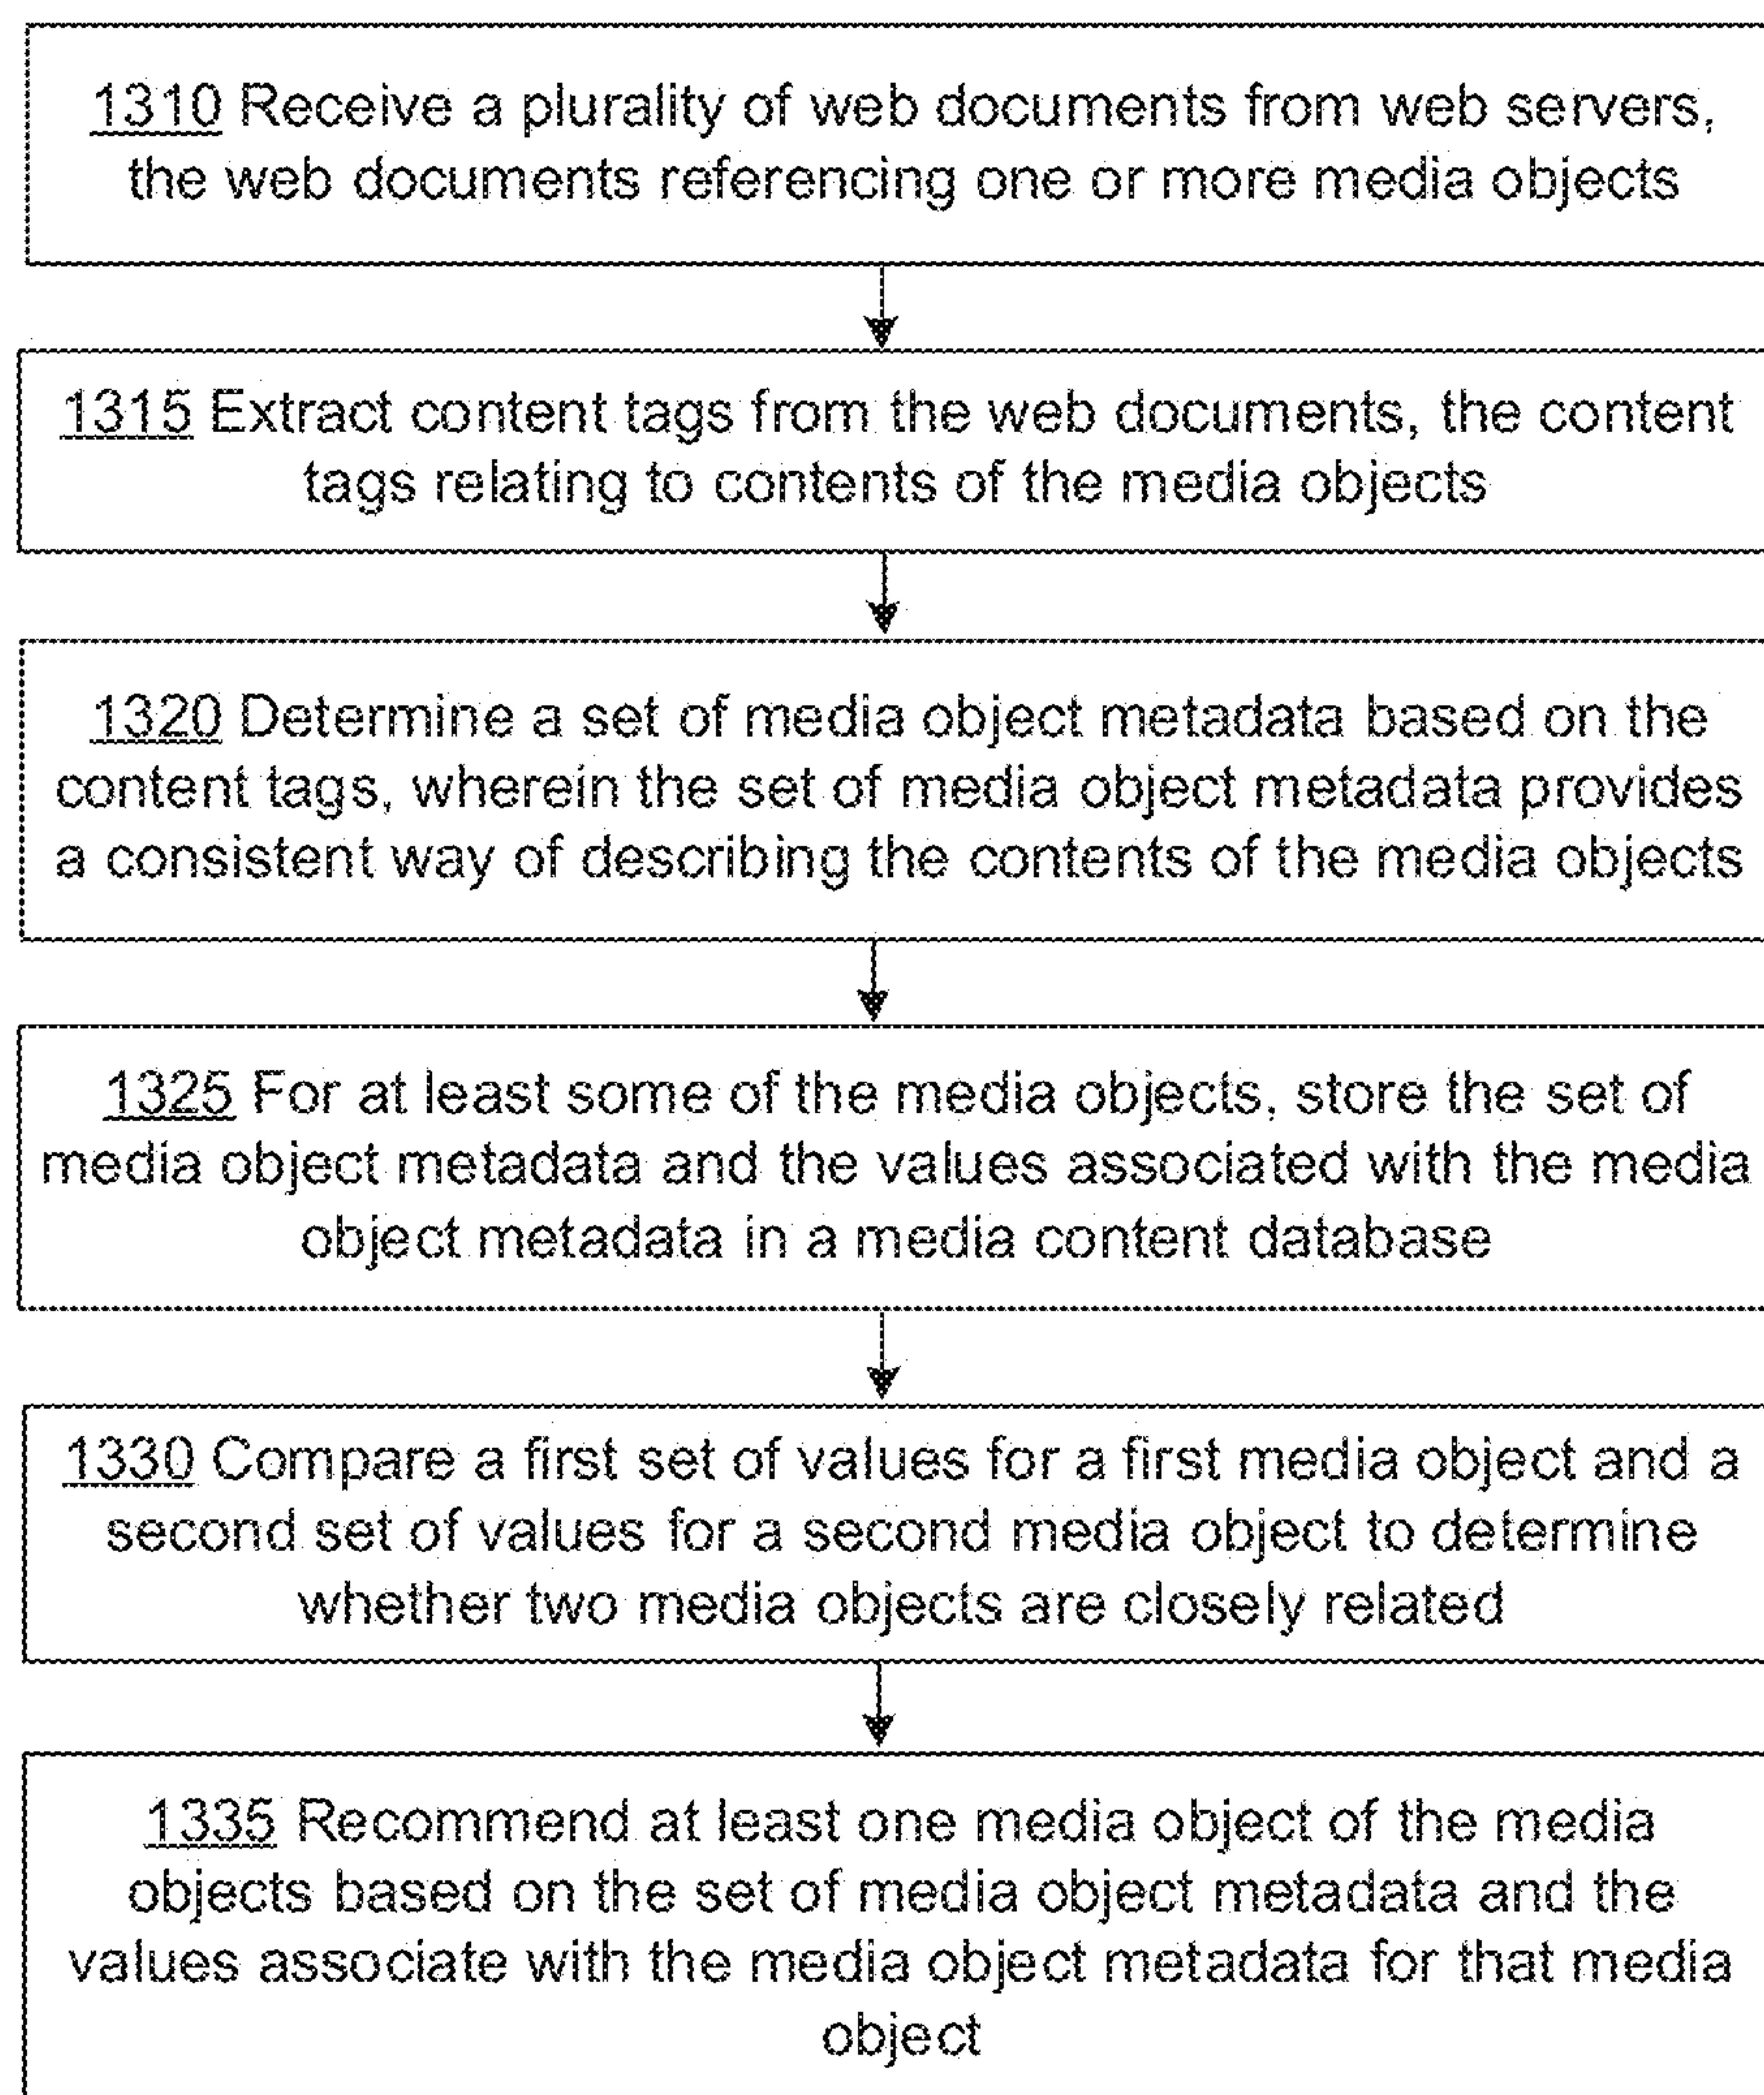 1310 Receive a plurality of web documents from web servers,
the web documents referencing one or more media objects
1315 Extract content tags from the web documents, the content
tags relating to contents of the media objects
1320 Determine a set of media object metadata based on the
content tags, wherein the set of media object metadata provides
a consistent way of describing the contents of the media objects
1325 For at least some of the media objects, store the set of
media object metadata and the values associated with the media
object metadata in a media content database
1330 Compare a first set of values for a first media object and a
second set of values for a second media object to determine
whether two media objects are closely related
1335 Recommend at least one media object of the media
objects based on the set of media object metadata and the
values associate with the media object metadata for that media
object